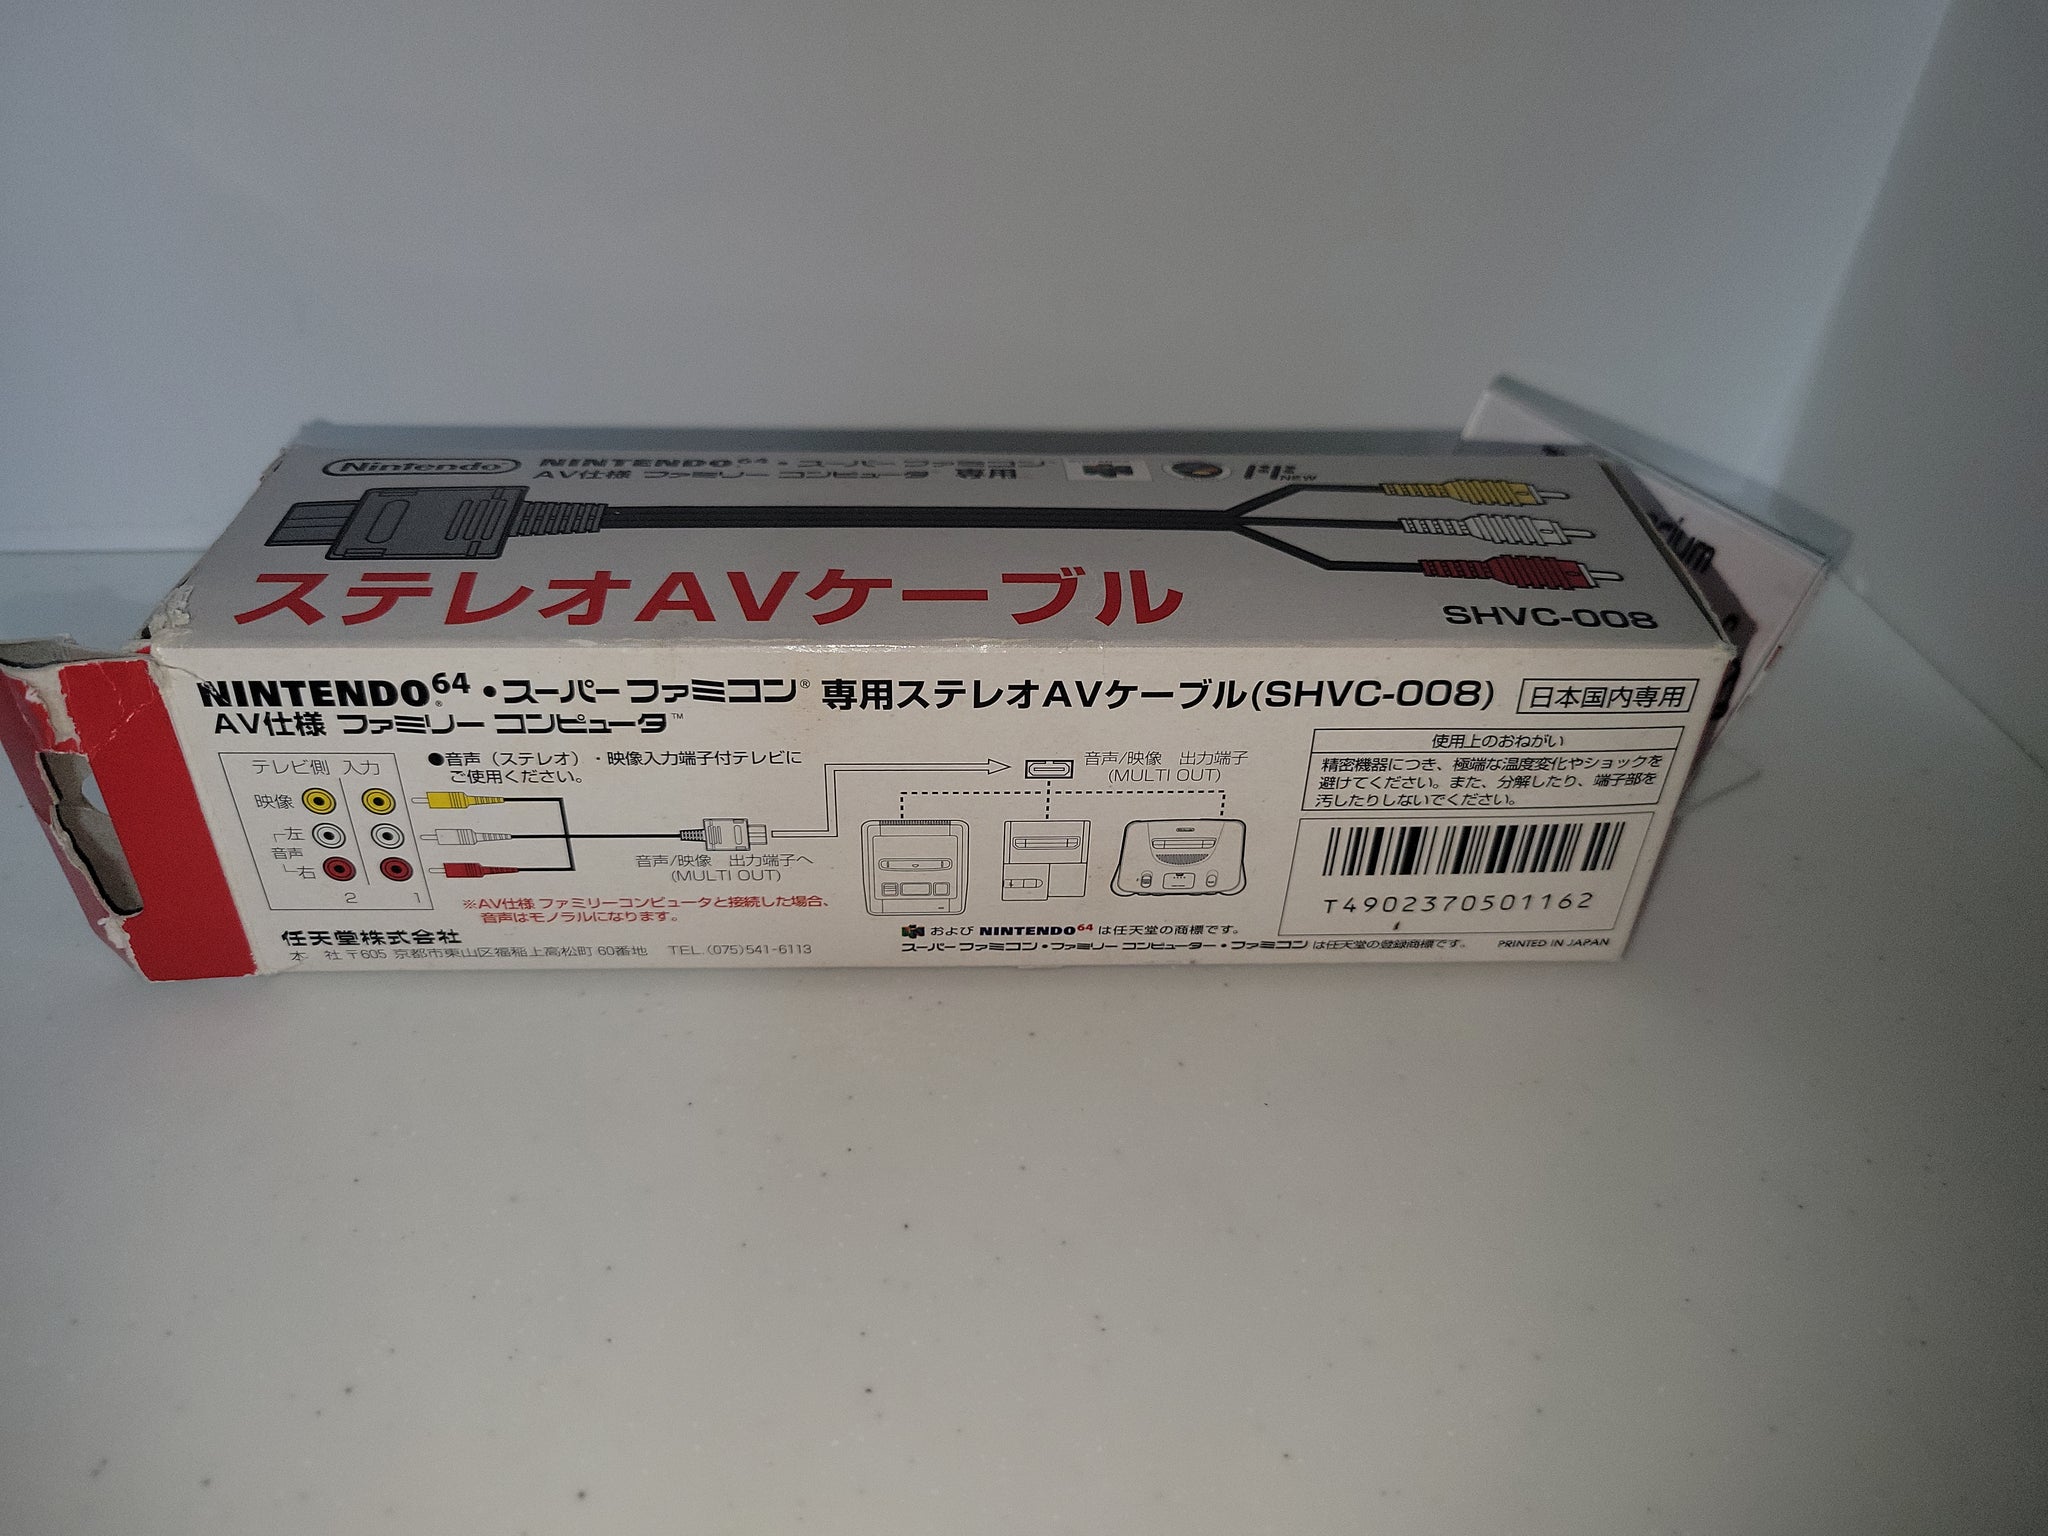 Nintendo
NINTENDO64・スーパー ファミコン
AV仕様 ファミリー コンピュータ 専用
NEW
ステレオAVケーブル
SHVC-008
rium
NINTENDO64®・スーパー ファミコン® 専用ステレオAVケーブル(SHVC-008) 日本国内専用
AV仕様 ファミリー コンピュータ™
テレビ側 入力
映像
左
音声
右
2 1
●音声（ステレオ）・映像入力端子付テレビに
ご使用ください。
音声/映像 出力端子へ
(MULTI OUT)
※AV仕様 ファミリーコンピュータと接続した場合、
音声はモノラルになります。
音声/映像 出力端子
(MULTI OUT)
使用上のおねがい
精密機器につき、極端な温度変化やショックを
避けてください。また、分解したり、端子部を
汚したりしないでください。
T4902370501162
任天堂株式会社
本 社 〒605 京都市東山区福稲上高松町 60番地 TEL.(075)541-6113
および NINTENDO64 は任天堂の商標です。
スーパー ファミコン・ファミリー コンピューター・ファミコン は任天堂の登録商標です。
PRINTED IN JAPAN